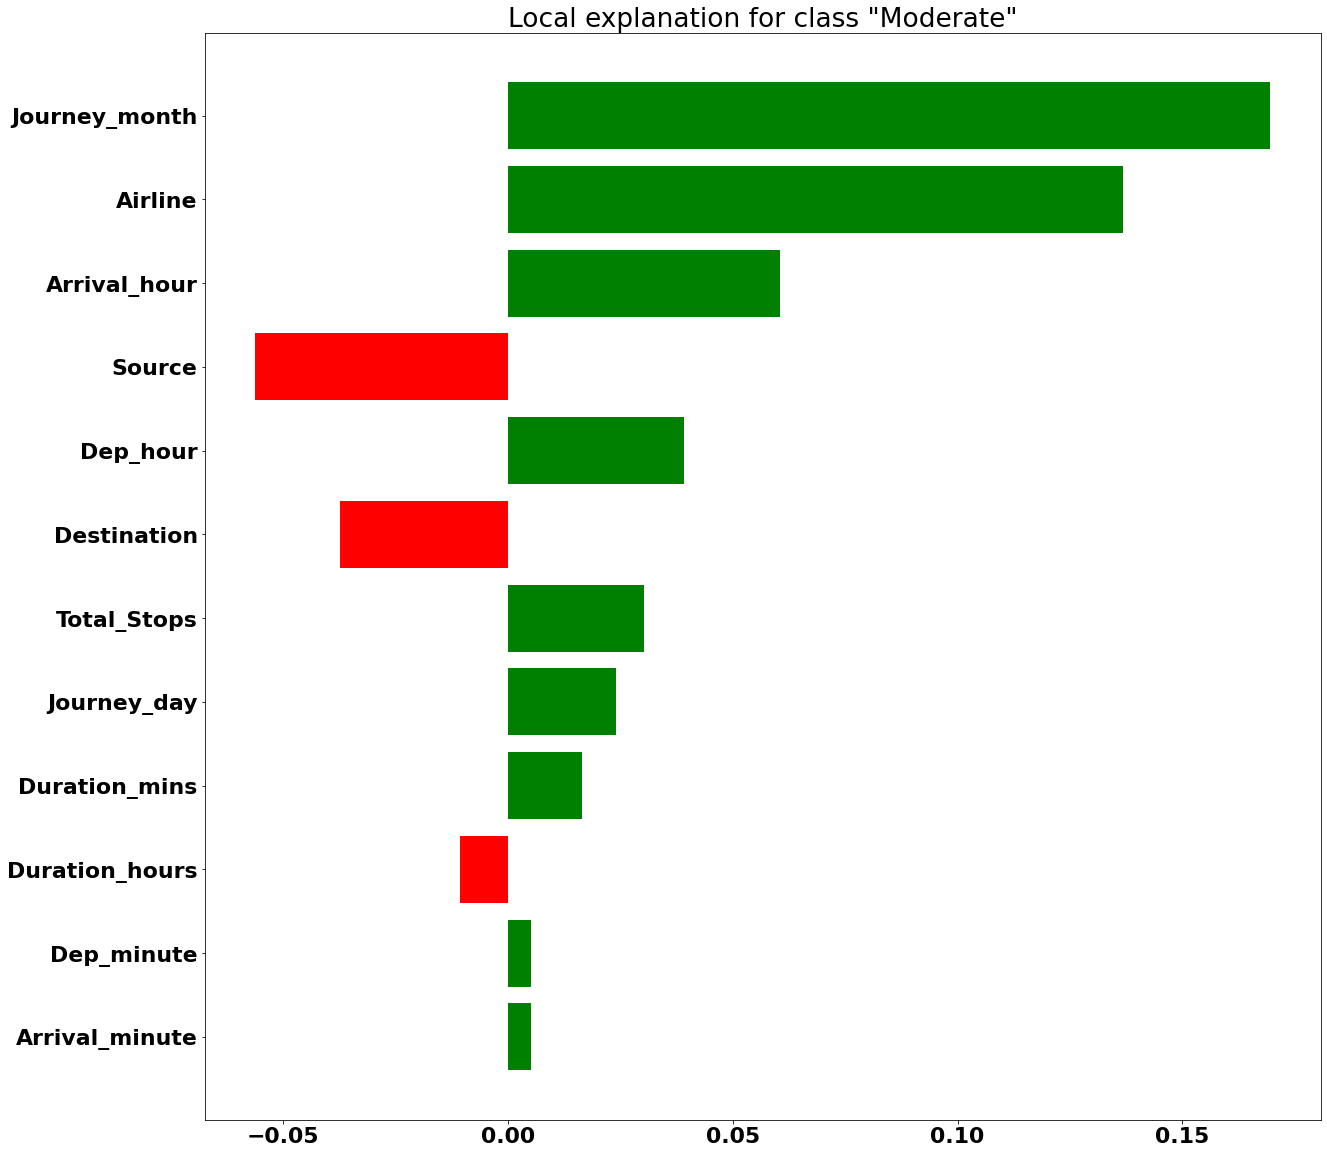 Local explanation for class "Moderate"
Journey_month
Airline
Arrival_hour
Source
Dep_hour
Destination
Total_Stops
Journey_day
Duration_mins
Duration_hours
Dep_minute
Arrival_minute
−0.05 0.00 0.05 0.10 0.15